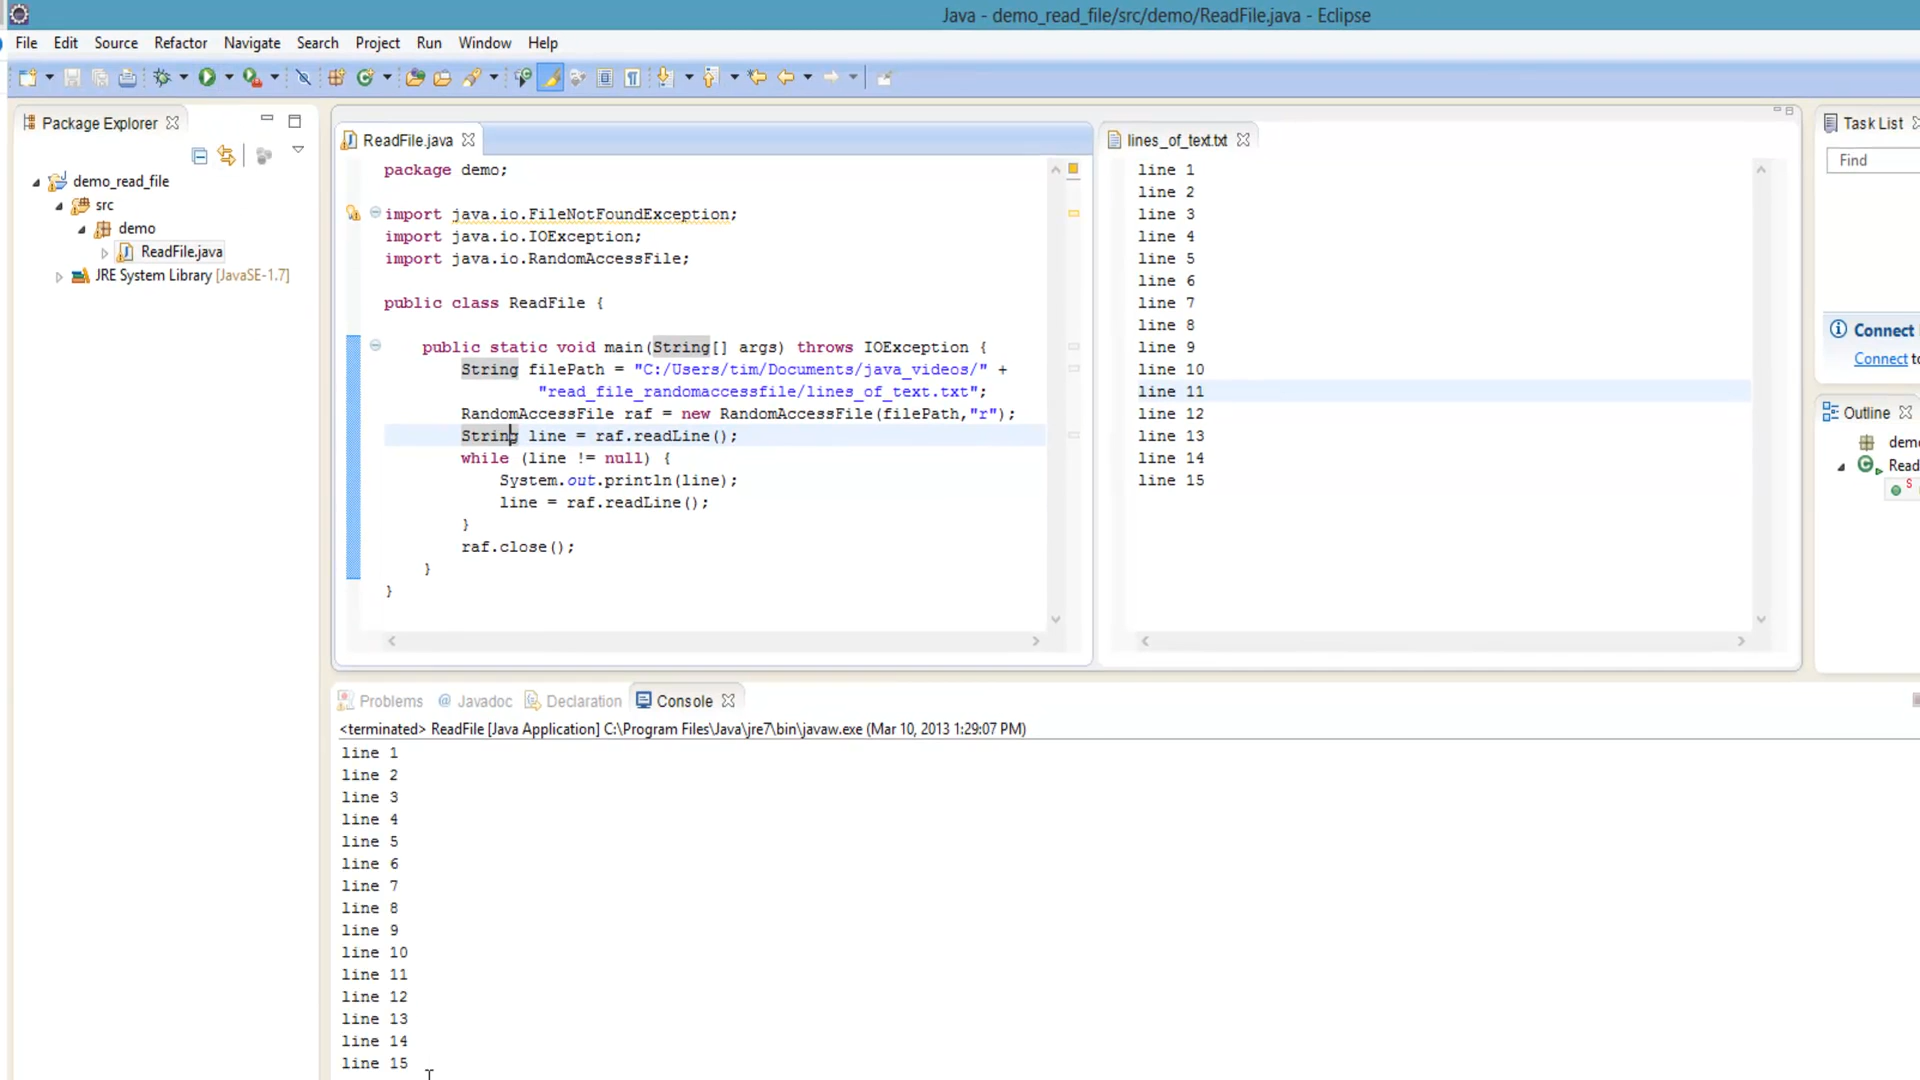 Java - demo_read_file/src/demo/ReadFile.java - Eclipse
File Edit Source Refactor Navigate Search Project Run Window Help
Package Explorer
demo_read_file
src
demo
ReadFile.java
JRE System Library [JavaSE-1.7]
ReadFile.java
package demo;
import java.io.FileNotFoundException;
import java.io.IOException;
import java.io.RandomAccessFile;
public class ReadFile {
public static void main(String[] args) throws IOException {
String filePath = "C:/Users/tim/Documents/java_videos/" +
"read_file_randomaccessfile/lines_of_text.txt";
RandomAccessFile raf = new RandomAccessFile(filePath,"r");
String line = raf.readLine();
while (line != null) {
System.out.println(line);
line = raf.readLine();
}
raf.close();
}
}
lines_of_text.txt
line 1
line 2
line 3
line 4
line 5
line 6
line 7
line 8
line 9
line 10
line 11
line 12
line 13
line 14
line 15
Task List
Find
Connect
Connect to
Outline
demo
Read
S
Problems @ Javadoc Declaration Console
<terminated> ReadFile [Java Application] C:\Program Files\Java\jre7\bin\javaw.exe (Mar 10, 2013 1:29:07 PM)
line 1
line 2
line 3
line 4
line 5
line 6
line 7
line 8
line 9
line 10
line 11
line 12
line 13
line 14
line 15